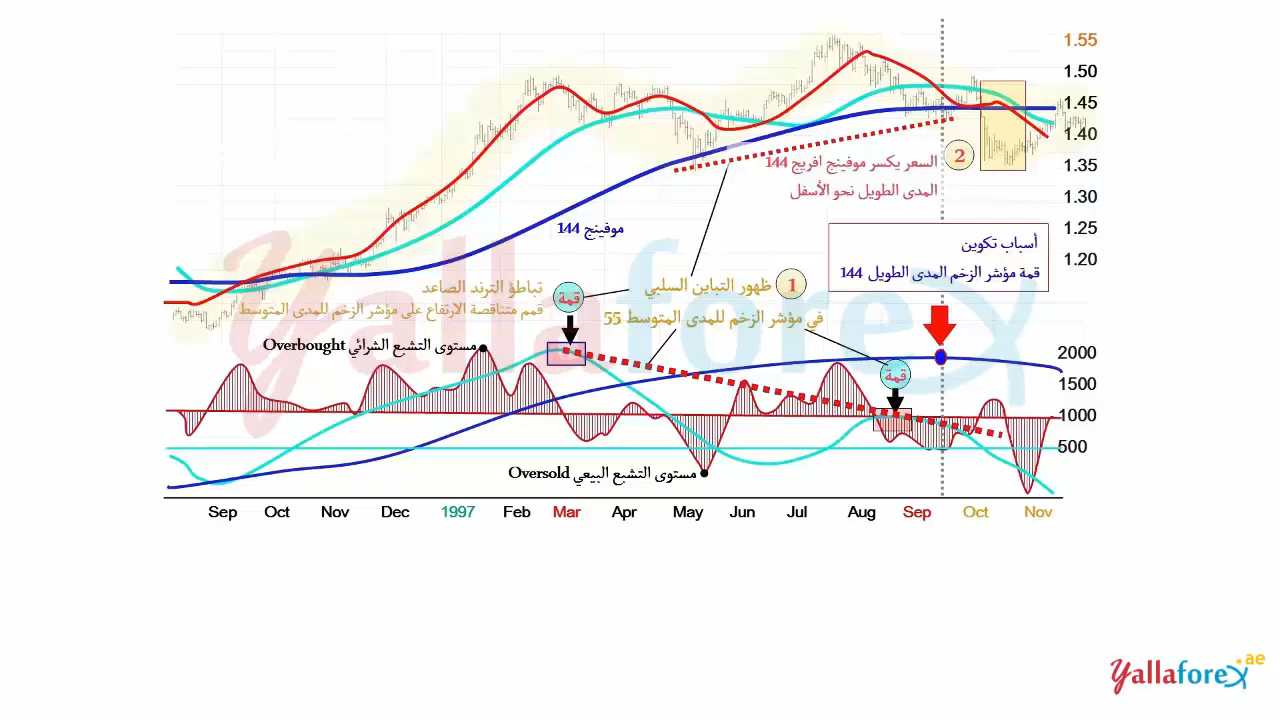 1.55
1.50
1.45
1.40
1.35
1.30
1.25
1.20
2
السعر يكسر موفينج افريج 144
المدى الطويل نحو الأسفل
موفينج 144
أسباب تكوين
قمة مؤشر الزخم المدى الطويل 144
1
ظهور التباين السلبي
في مؤشر الزخم للمدى المتوسط 55
قمة
تباطؤ الترند الصاعد
قمم متناقصة الإرتفاع على مؤشر الزخم للمدى المتوسط
مستوى التشبع الشرائي Overbought
قمة
2000
1500
1000
500
مستوى التشبع البيعي Oversold
Sep Oct Nov Dec 1997 Feb Mar Apr May Jun Jul Aug Sep Oct Nov
yallaforex
yallaforex.ae